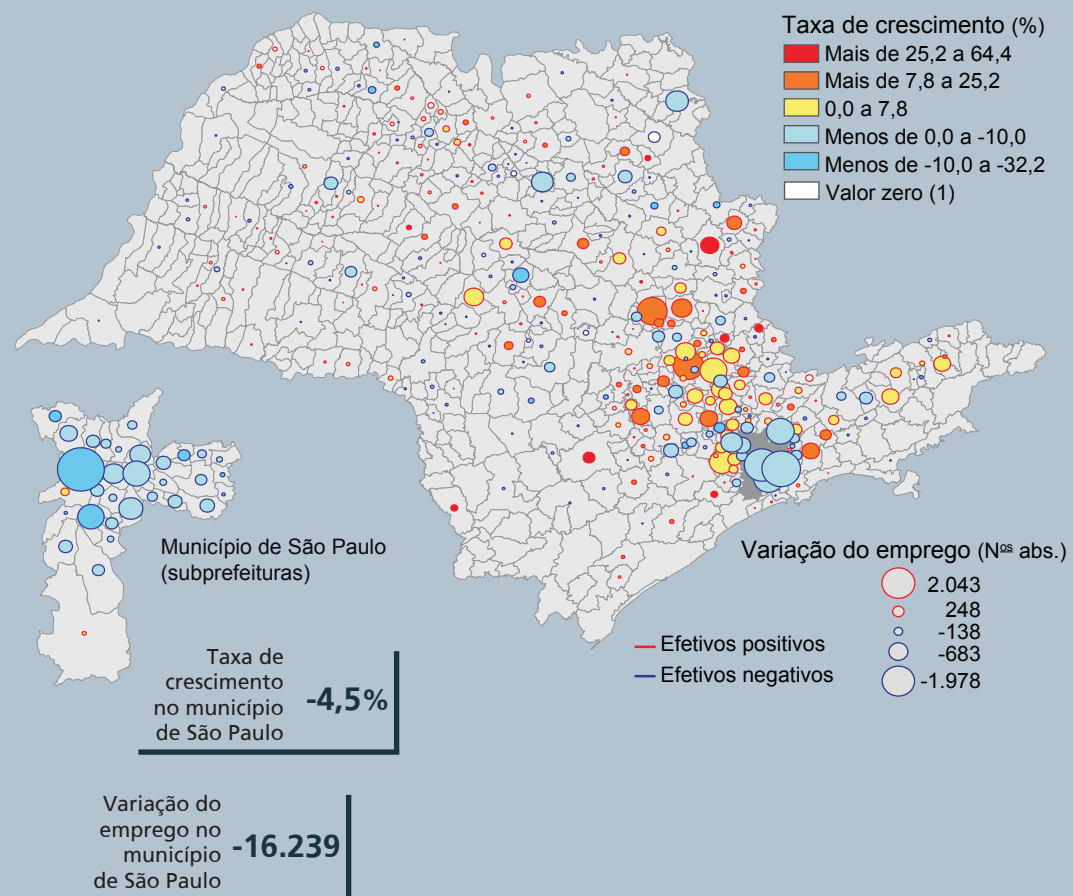 Taxa de crescimento (%)
Mais de 25,2 a 64,4
Mais de 7,8 a 25,2
0,0 a 7,8
Menos de 0,0 a -10,0
Menos de -10,0 a -32,2
Valor zero (1)
Município de São Paulo
(subprefeituras)
Variação do emprego (Nos abs.)
2.043
248
-138
-683
-1.978
Efetivos positivos
Efetivos negativos
Taxa de
crescimento
no município
de São Paulo
-4,5%
Variação do
emprego no
município
de São Paulo
-16.239